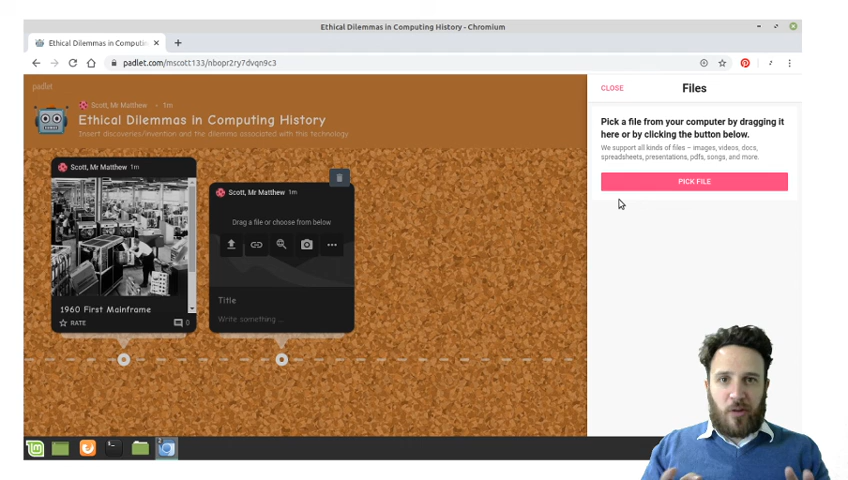 Ethical Dilemmas in Computing History - Chromium
Ethical Dilemmas in Computin
padlet.com/mscott133/nbopr2ry7dvqn9c3
padlet
Scott, Mr Matthew • 1m
Ethical Dilemmas in Computing History
Insert discoveries/invention and the dilemma associated with this technology
Scott, Mr Matthew 1m
1960 First Mainframe
RATE
0
Scott, Mr Matthew 1m
Drag a file or choose from below.
Title
Write something ...
CLOSE
Files
Pick a file from your computer by dragging it
here or by clicking the button below.
We support all kinds of files – images, videos, docs,
spreadsheets, presentations, pdfs, songs, and more.
PICK FILE